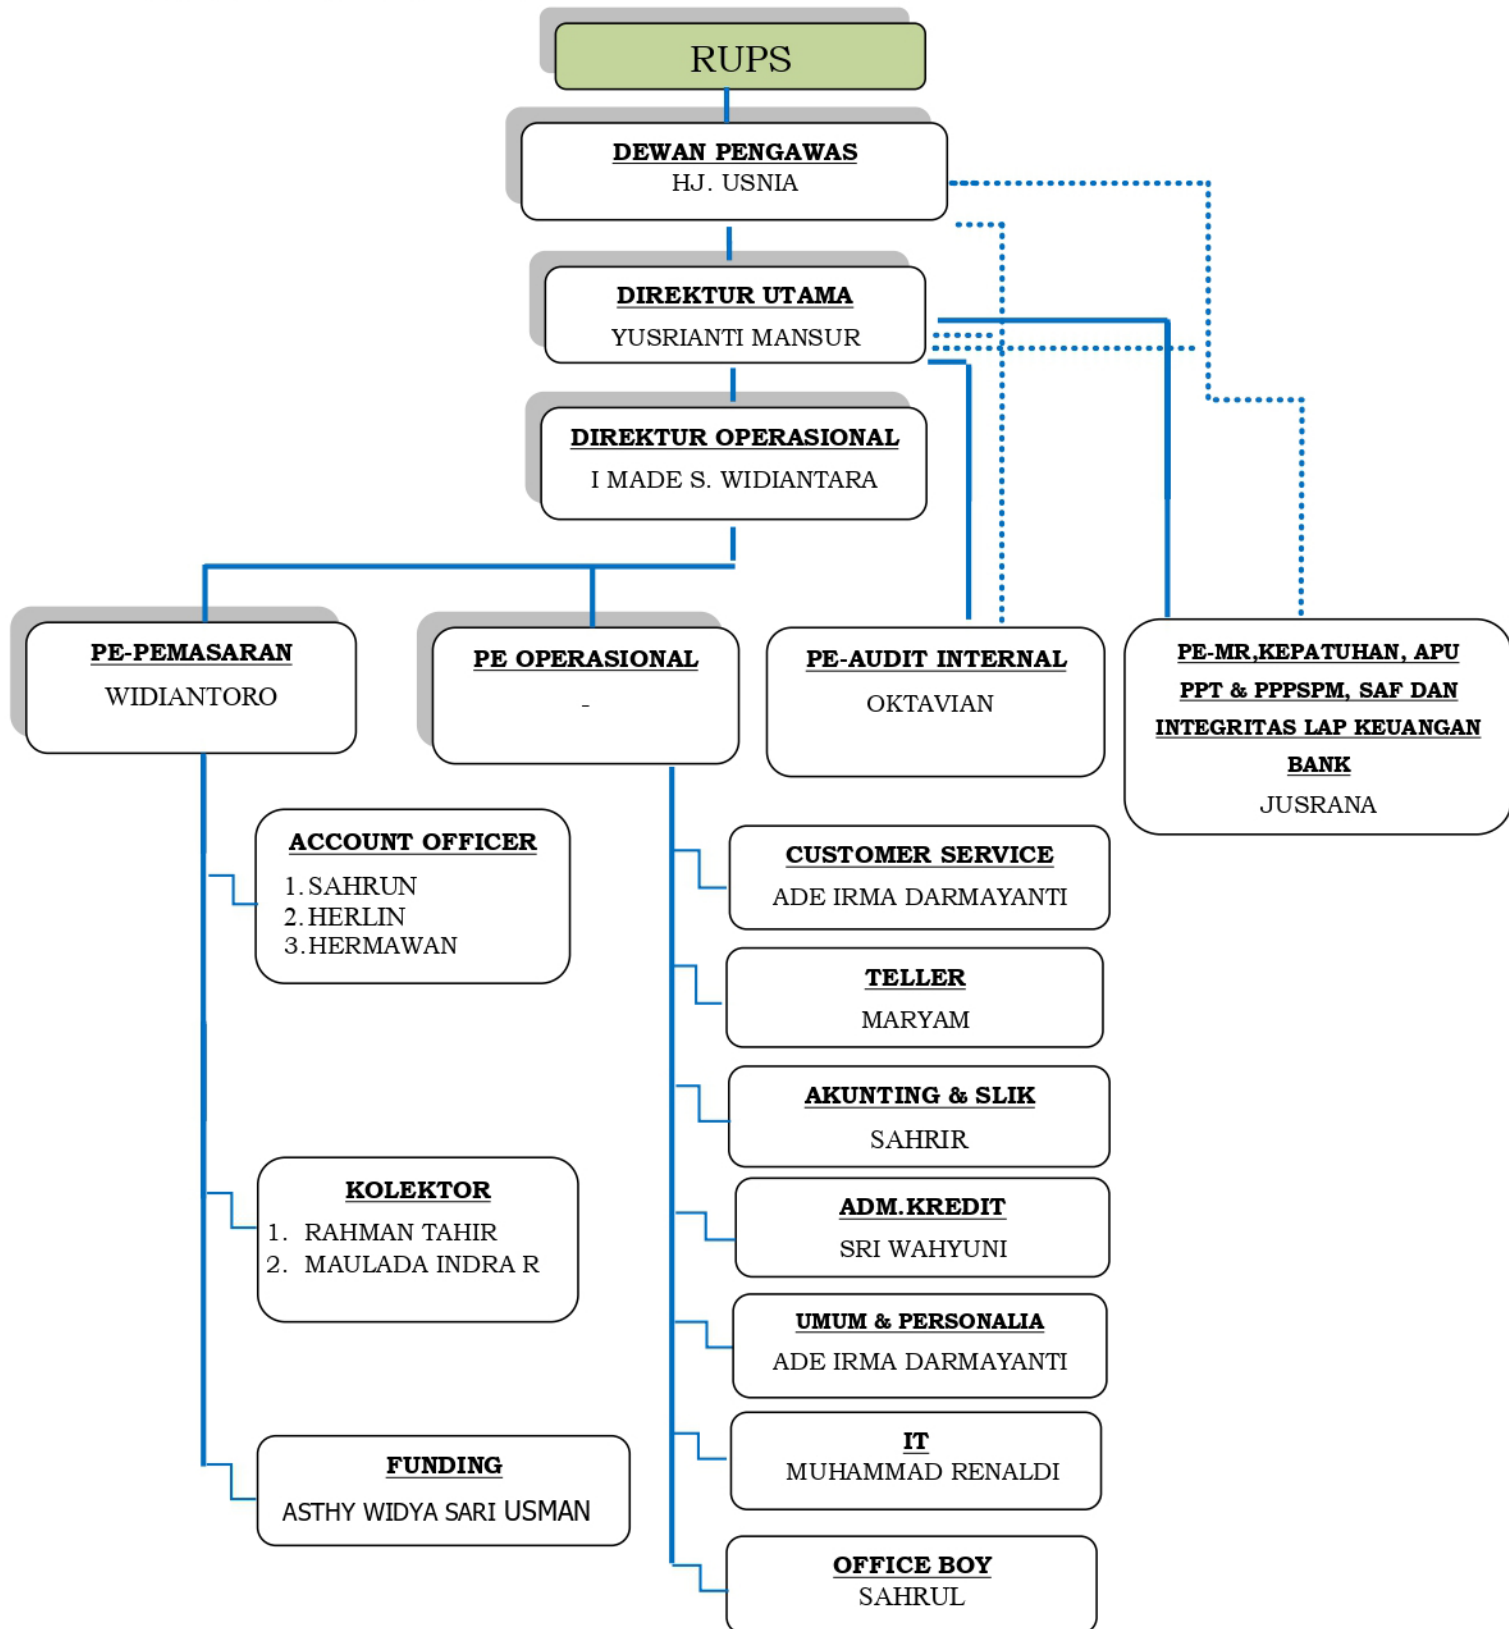 RUPS
DEWAN PENGAWAS
HJ. USNIA
DIREKTUR UTAMA
YUSRIANTI MANSUR
DIREKTUR OPERASIONAL
I MADE S. WIDIANTARA
PE-PEMASARAN
WIDIANTORO
PE OPERASIONAL
-
PE-AUDIT INTERNAL
OKTAVIAN
PE-MR,KEPATUHAN, APU
PPT & PPPSPM, SAF DAN
INTEGRITAS LAP KEUANGAN
BANK
JUSRANA
ACCOUNT OFFICER
1. SAHRUN
2. HERLIN
3. HERMAWAN
KOLEKTOR
1. RAHMAN TAHIR
2. MAULADA INDRA R
FUNDING
ASTHY WIDYA SARI USMAN
CUSTOMER SERVICE
ADE IRMA DARMAYANTI
TELLER
MARYAM
AKUNTING & SLIK
SAHRIR
ADM.KREDIT
SRI WAHYUNI
UMUM & PERSONALIA
ADE IRMA DARMAYANTI
IT
MUHAMMAD RENALDI
OFFICE BOY
SAHRUL